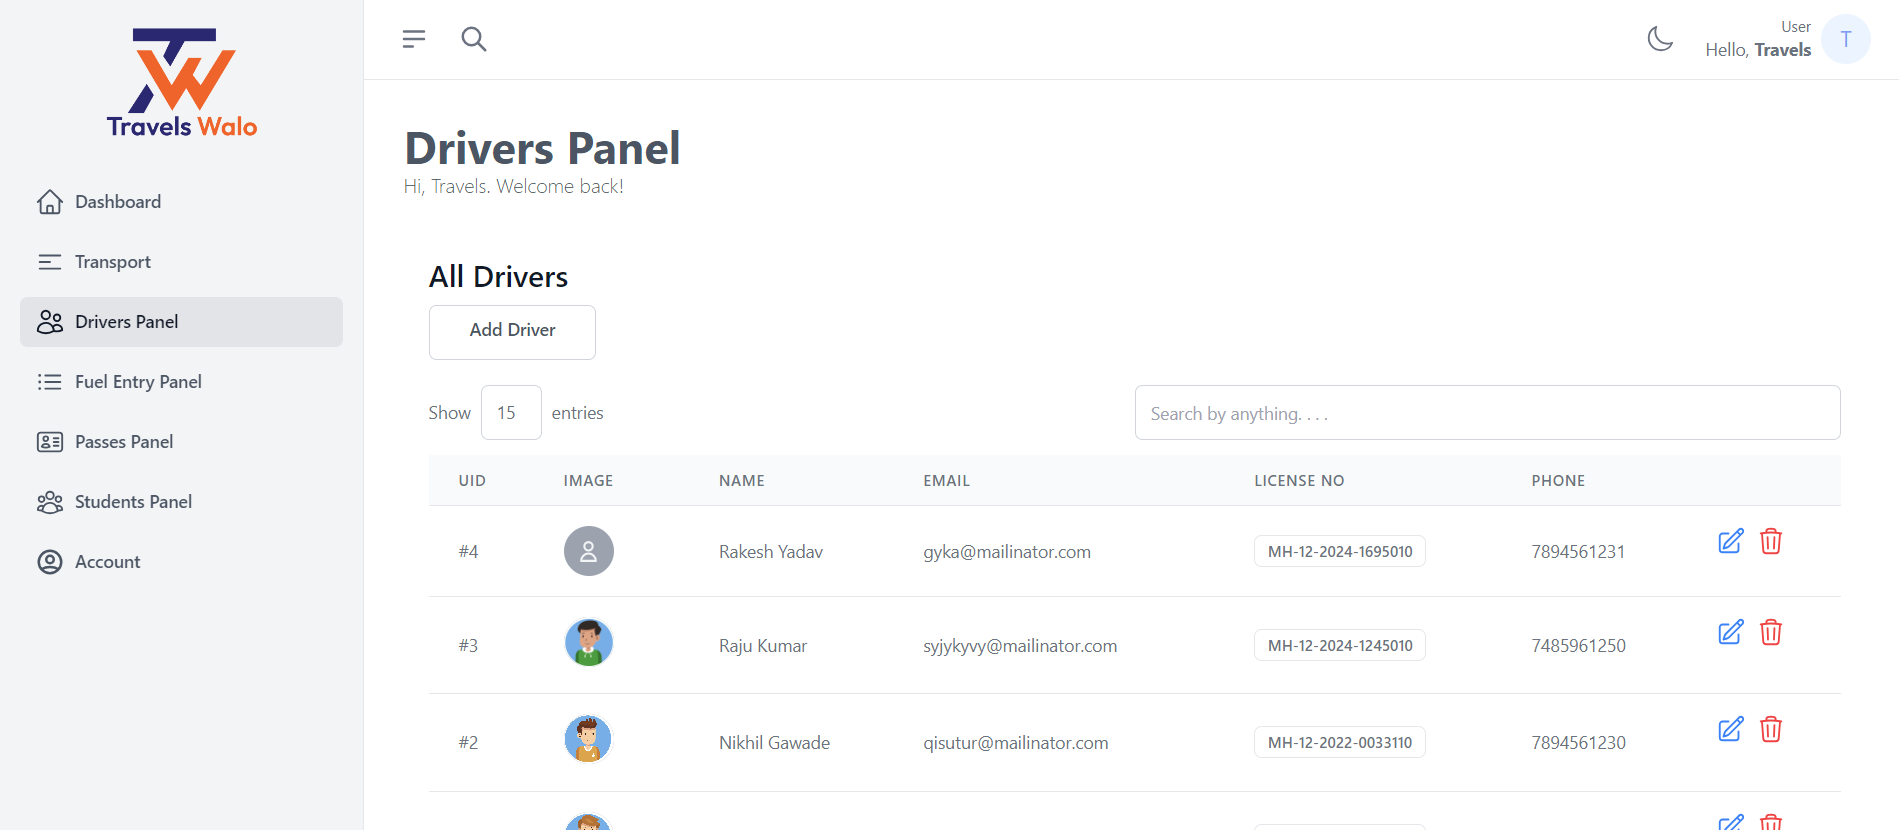 Travels Walo
Dashboard
Transport
Drivers Panel
Fuel Entry Panel
Passes Panel
Students Panel
Account
User
Hello, Travels
T
Drivers Panel
Hi, Travels. Welcome back!
All Drivers
Add Driver
Show 15 entries
Search by anything. . . .
UID IMAGE NAME EMAIL LICENSE NO PHONE
#4 Rakesh Yadav gyka@mailinator.com MH-12-2024-1695010 7894561231
#3 Raju Kumar syjykyvy@mailinator.com MH-12-2024-1245010 7485961250
#2 Nikhil Gawade qisutur@mailinator.com MH-12-2022-0033110 7894561230